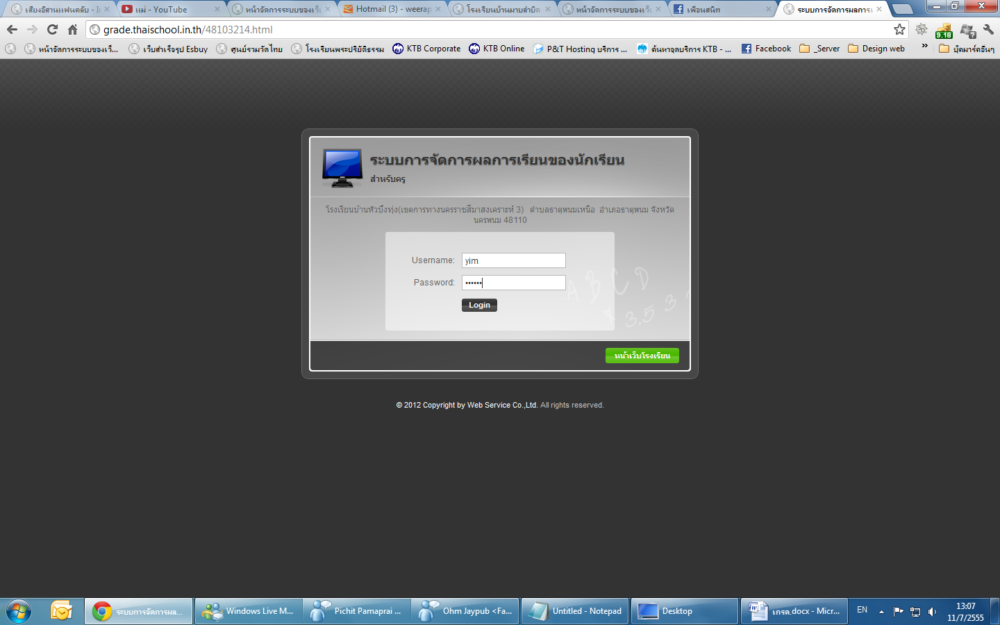 เสียงอีสานแฟนคลับ - In
แม่ - YouTube
หน้าจัดการระบบของเว็บ
Hotmail (3) - weerap
โรงเรียนบ้านมาบสำบิด
หน้าจัดการระบบของเว็บ
เพื่อนสนิท
ระบบการจัดการผลการเ
grade.thaischool.in.th/48103214.html
9.18
หน้าจัดการระบบของเว็...
เว็บสำเร็จรูป Esbuy
ศูนย์รวมวัดไทย
โรงเรียนพระปริยัติธรรม
KTB Corporate
KTB Online
P&T Hosting บริการ ...
ค้นหาจุดบริการ KTB - ...
Facebook
_Server
Design web
»
บุ๊คมาร์คอื่นๆ
ระบบการจัดการผลการเรียนของนักเรียน
สำหรับครู
โรงเรียนบ้านหัวบึงทุ่ง(เขตการทางนครราชสีมาสงเคราะห์ 3) ตำบลธาตุพนมเหนือ อำเภอธาตุพนม จังหวัด
นครพนม 48110
Username: yim
Password: ••••••
Login
A B C D
3.5 3
หน้าเว็บโรงเรียน
© 2012 Copyright by Web Service Co.,Ltd. All rights reserved.
ระบบการจัดการผล...
Windows Live M...
Pichit Pamaprai ...
Ohm Jaypub <Fa...
Untitled - Notepad
Desktop
เกรด.docx - Micr...
EN
13:07
11/7/2555